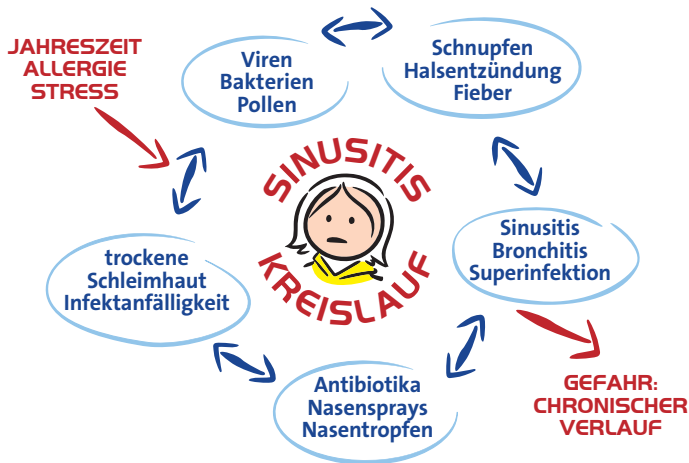 JAHRESZEIT
ALLERGIE
STRESS
Viren
Bakterien
Pollen
Schnupfen
Halsentzündung
Fieber
SINUSITIS
KREISLAUF
trockene
Schleimhaut
Infektanfälligkeit
Sinusitis
Bronchitis
Superinfektion
Antibiotika
Nasensprays
Nasentropfen
GEFAHR:
CHRONISCHER
VERLAUF